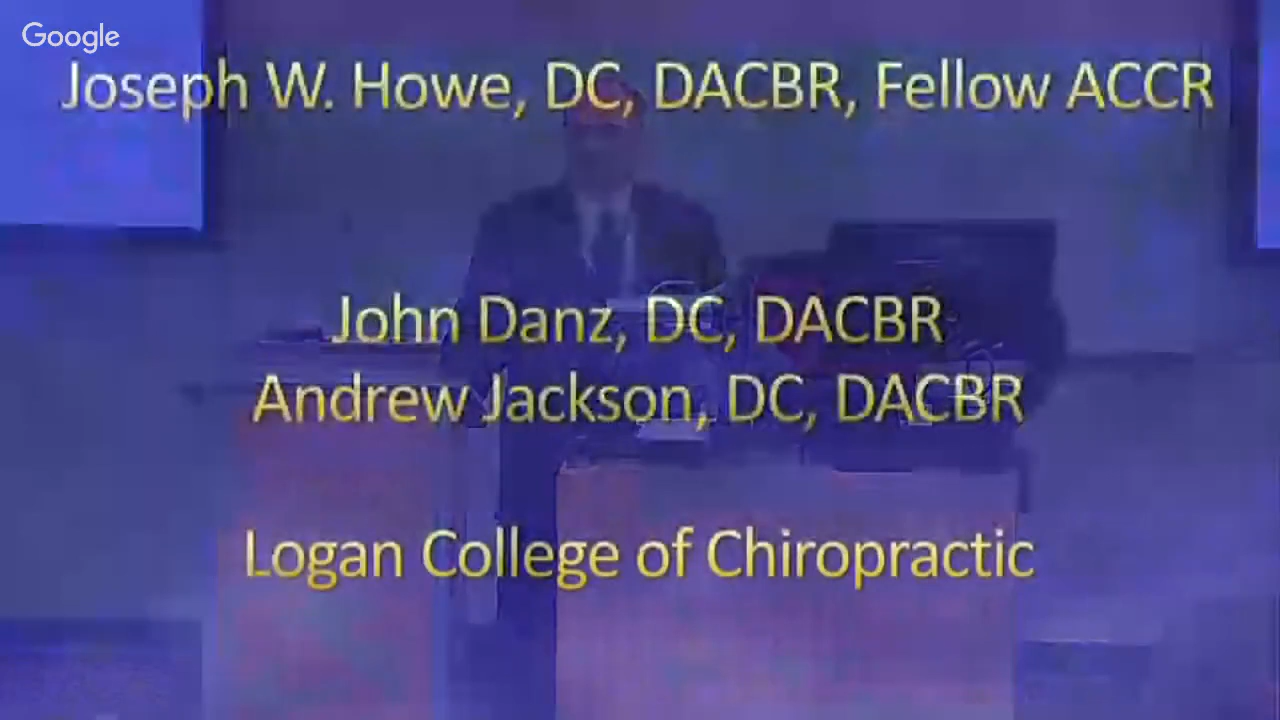 Google
Joseph W. Howe, DC, DACBR, Fellow ACCR
John Danz, DC, DACBR
Andrew Jackson, DC, DACBR
Logan College of Chiropractic